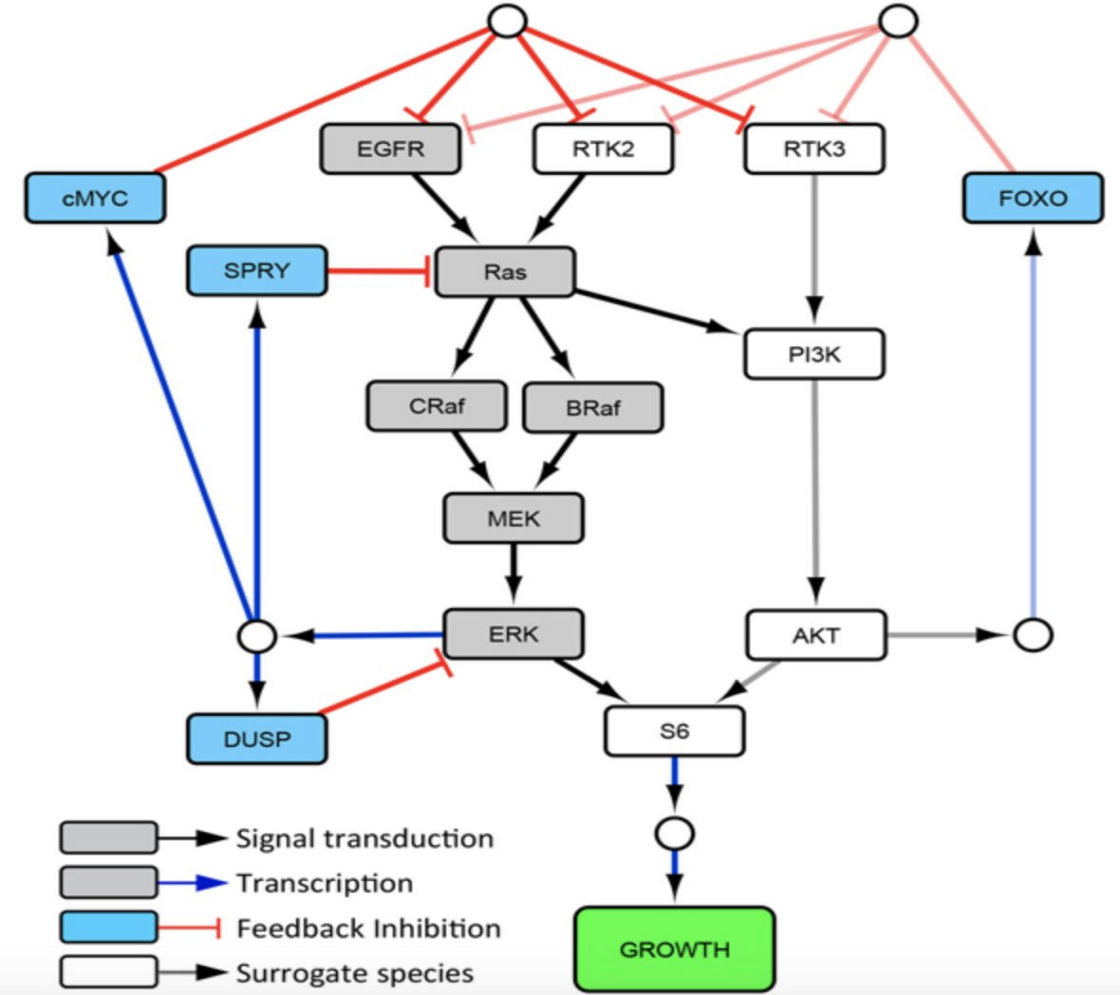 EGFR
RTK2
RTK3
cMYC
FOXO
SPRY
Ras
PI3K
CRaf
BRaf
MEK
ERK
AKT
S6
DUSP
Signal transduction
Transcription
Feedback Inhibition
Surrogate species
GROWTH